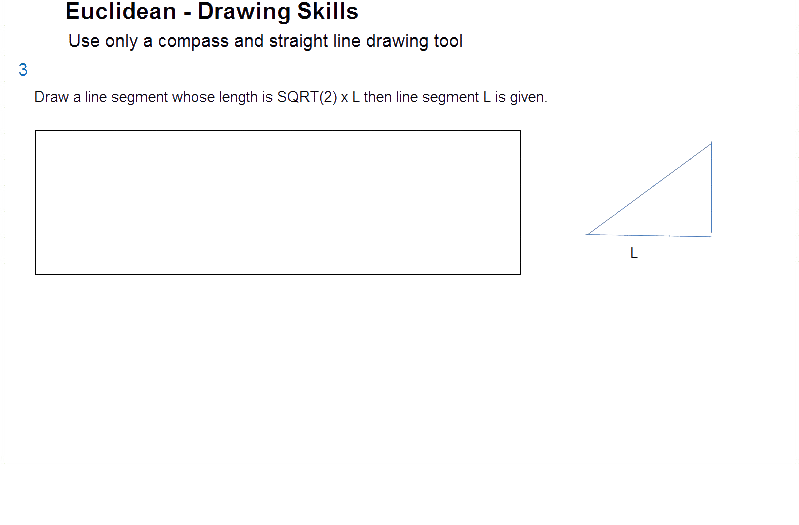 Euclidean - Drawing Skills
Use only a compass and straight line drawing tool
3
Draw a line segment whose length is SQRT(2) x L then line segment L is given.
L